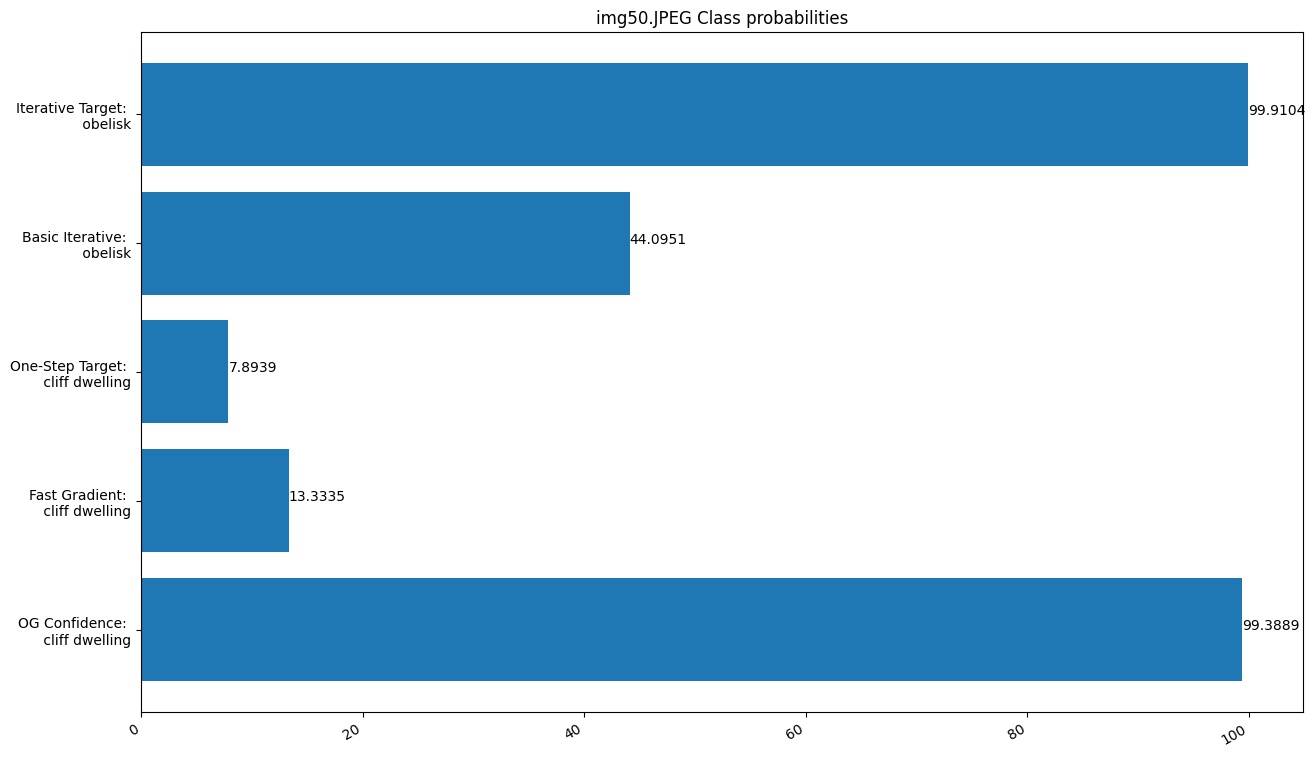 img50.JPEG Class probabilities
Iterative Target:
obelisk
99.9104
Basic Iterative:
obelisk
44.0951
One-Step Target:
cliff dwelling
7.8939
Fast Gradient:
cliff dwelling
13.3335
OG Confidence:
cliff dwelling
99.3889
0
20
40
60
80
100